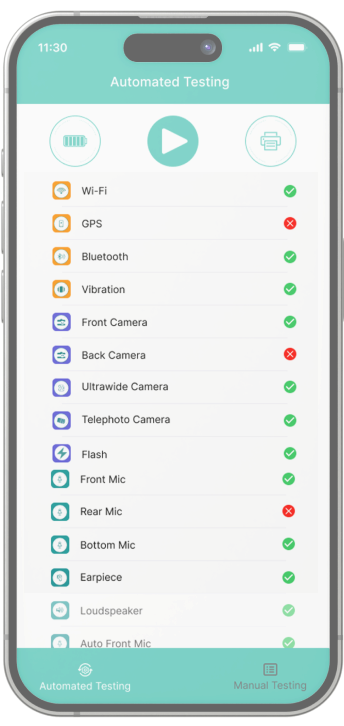 11:30
Automated Testing
Wi-Fi
GPS
Bluetooth
Vibration
Front Camera
Back Camera
Ultrawide Camera
Telephoto Camera
Flash
Front Mic
Rear Mic
Bottom Mic
Earpiece
Loudspeaker
Auto Front Mic
Automated Testing
Manual Testing